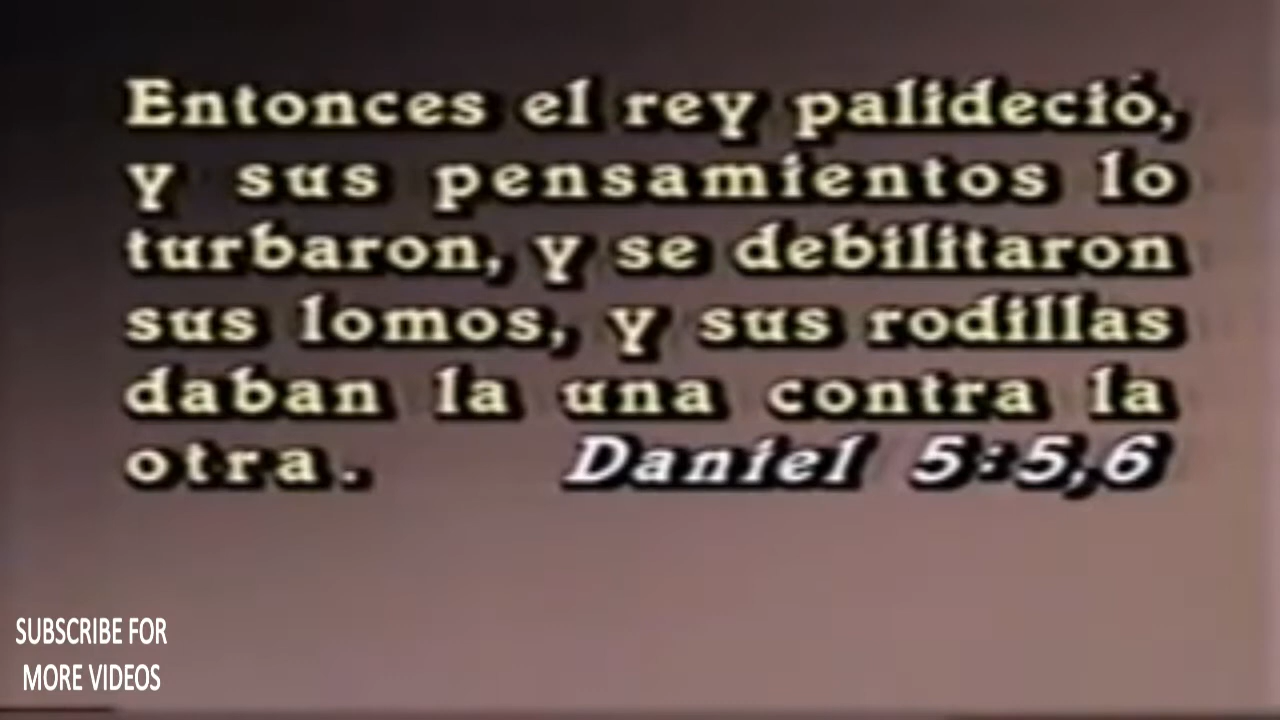 Entonces el rey palideció,
y sus pensamientos lo
turbaron, y se debilitaron
sus lomos, y sus rodillas
daban la una contra la
otra. Daniel 5:5,6
SUBSCRIBE FOR
MORE VIDEOS